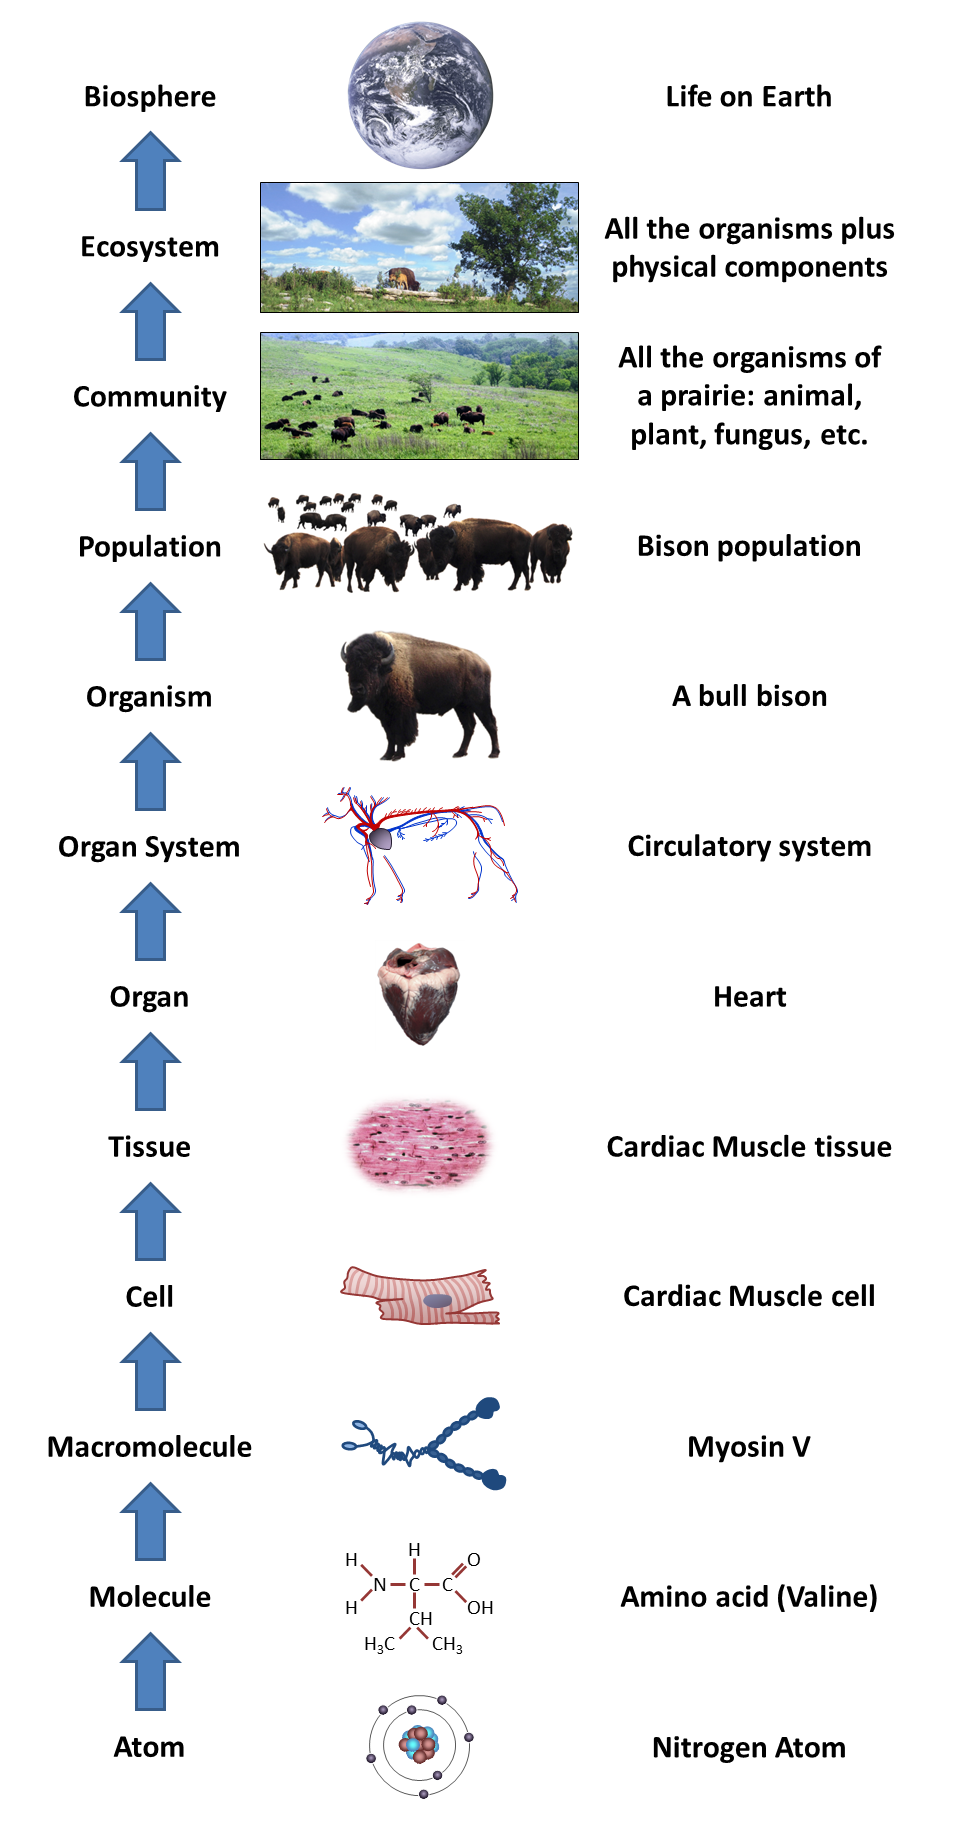 Biosphere
Life on Earth
Ecosystem
All the organisms plus
physical components
Community
All the organisms of
a prairie: animal,
plant, fungus, etc.
Population
Bison population
Organism
A bull bison
Organ System
Circulatory system
Organ
Heart
Tissue
Cardiac Muscle tissue
Cell
Cardiac Muscle cell
Macromolecule
Myosin V
Molecule
H
H
O
N
C
C
H
OH
CH
H₃C
CH₃
Amino acid (Valine)
Atom
Nitrogen Atom